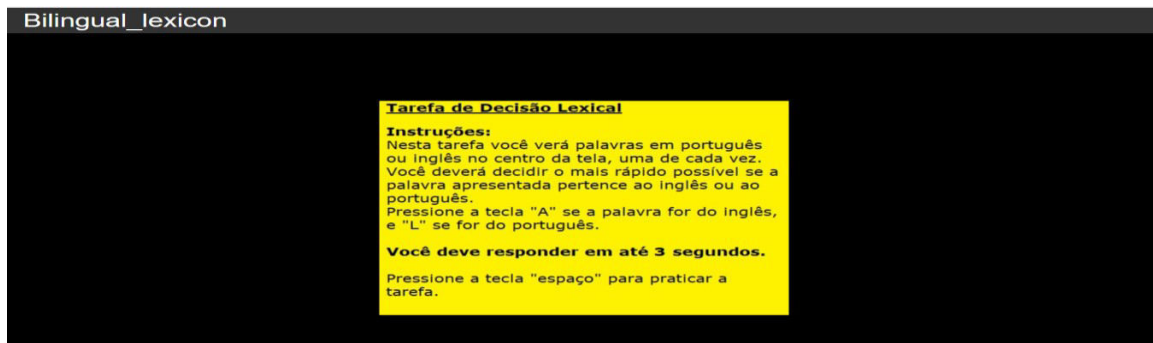 Bilingual_lexicon
Tarefa de Decisão Lexical
Instruções:
Nesta tarefa você verá palavras em português
ou inglês no centro da tela, uma de cada vez.
Você deverá decidir o mais rápido possível se a
palavra apresentada pertence ao inglês ou ao
português.
Pressione a tecla "A" se a palavra for do inglês,
e "L" se for do português.
Você deve responder em até 3 segundos.
Pressione a tecla "espaço" para praticar a
tarefa.